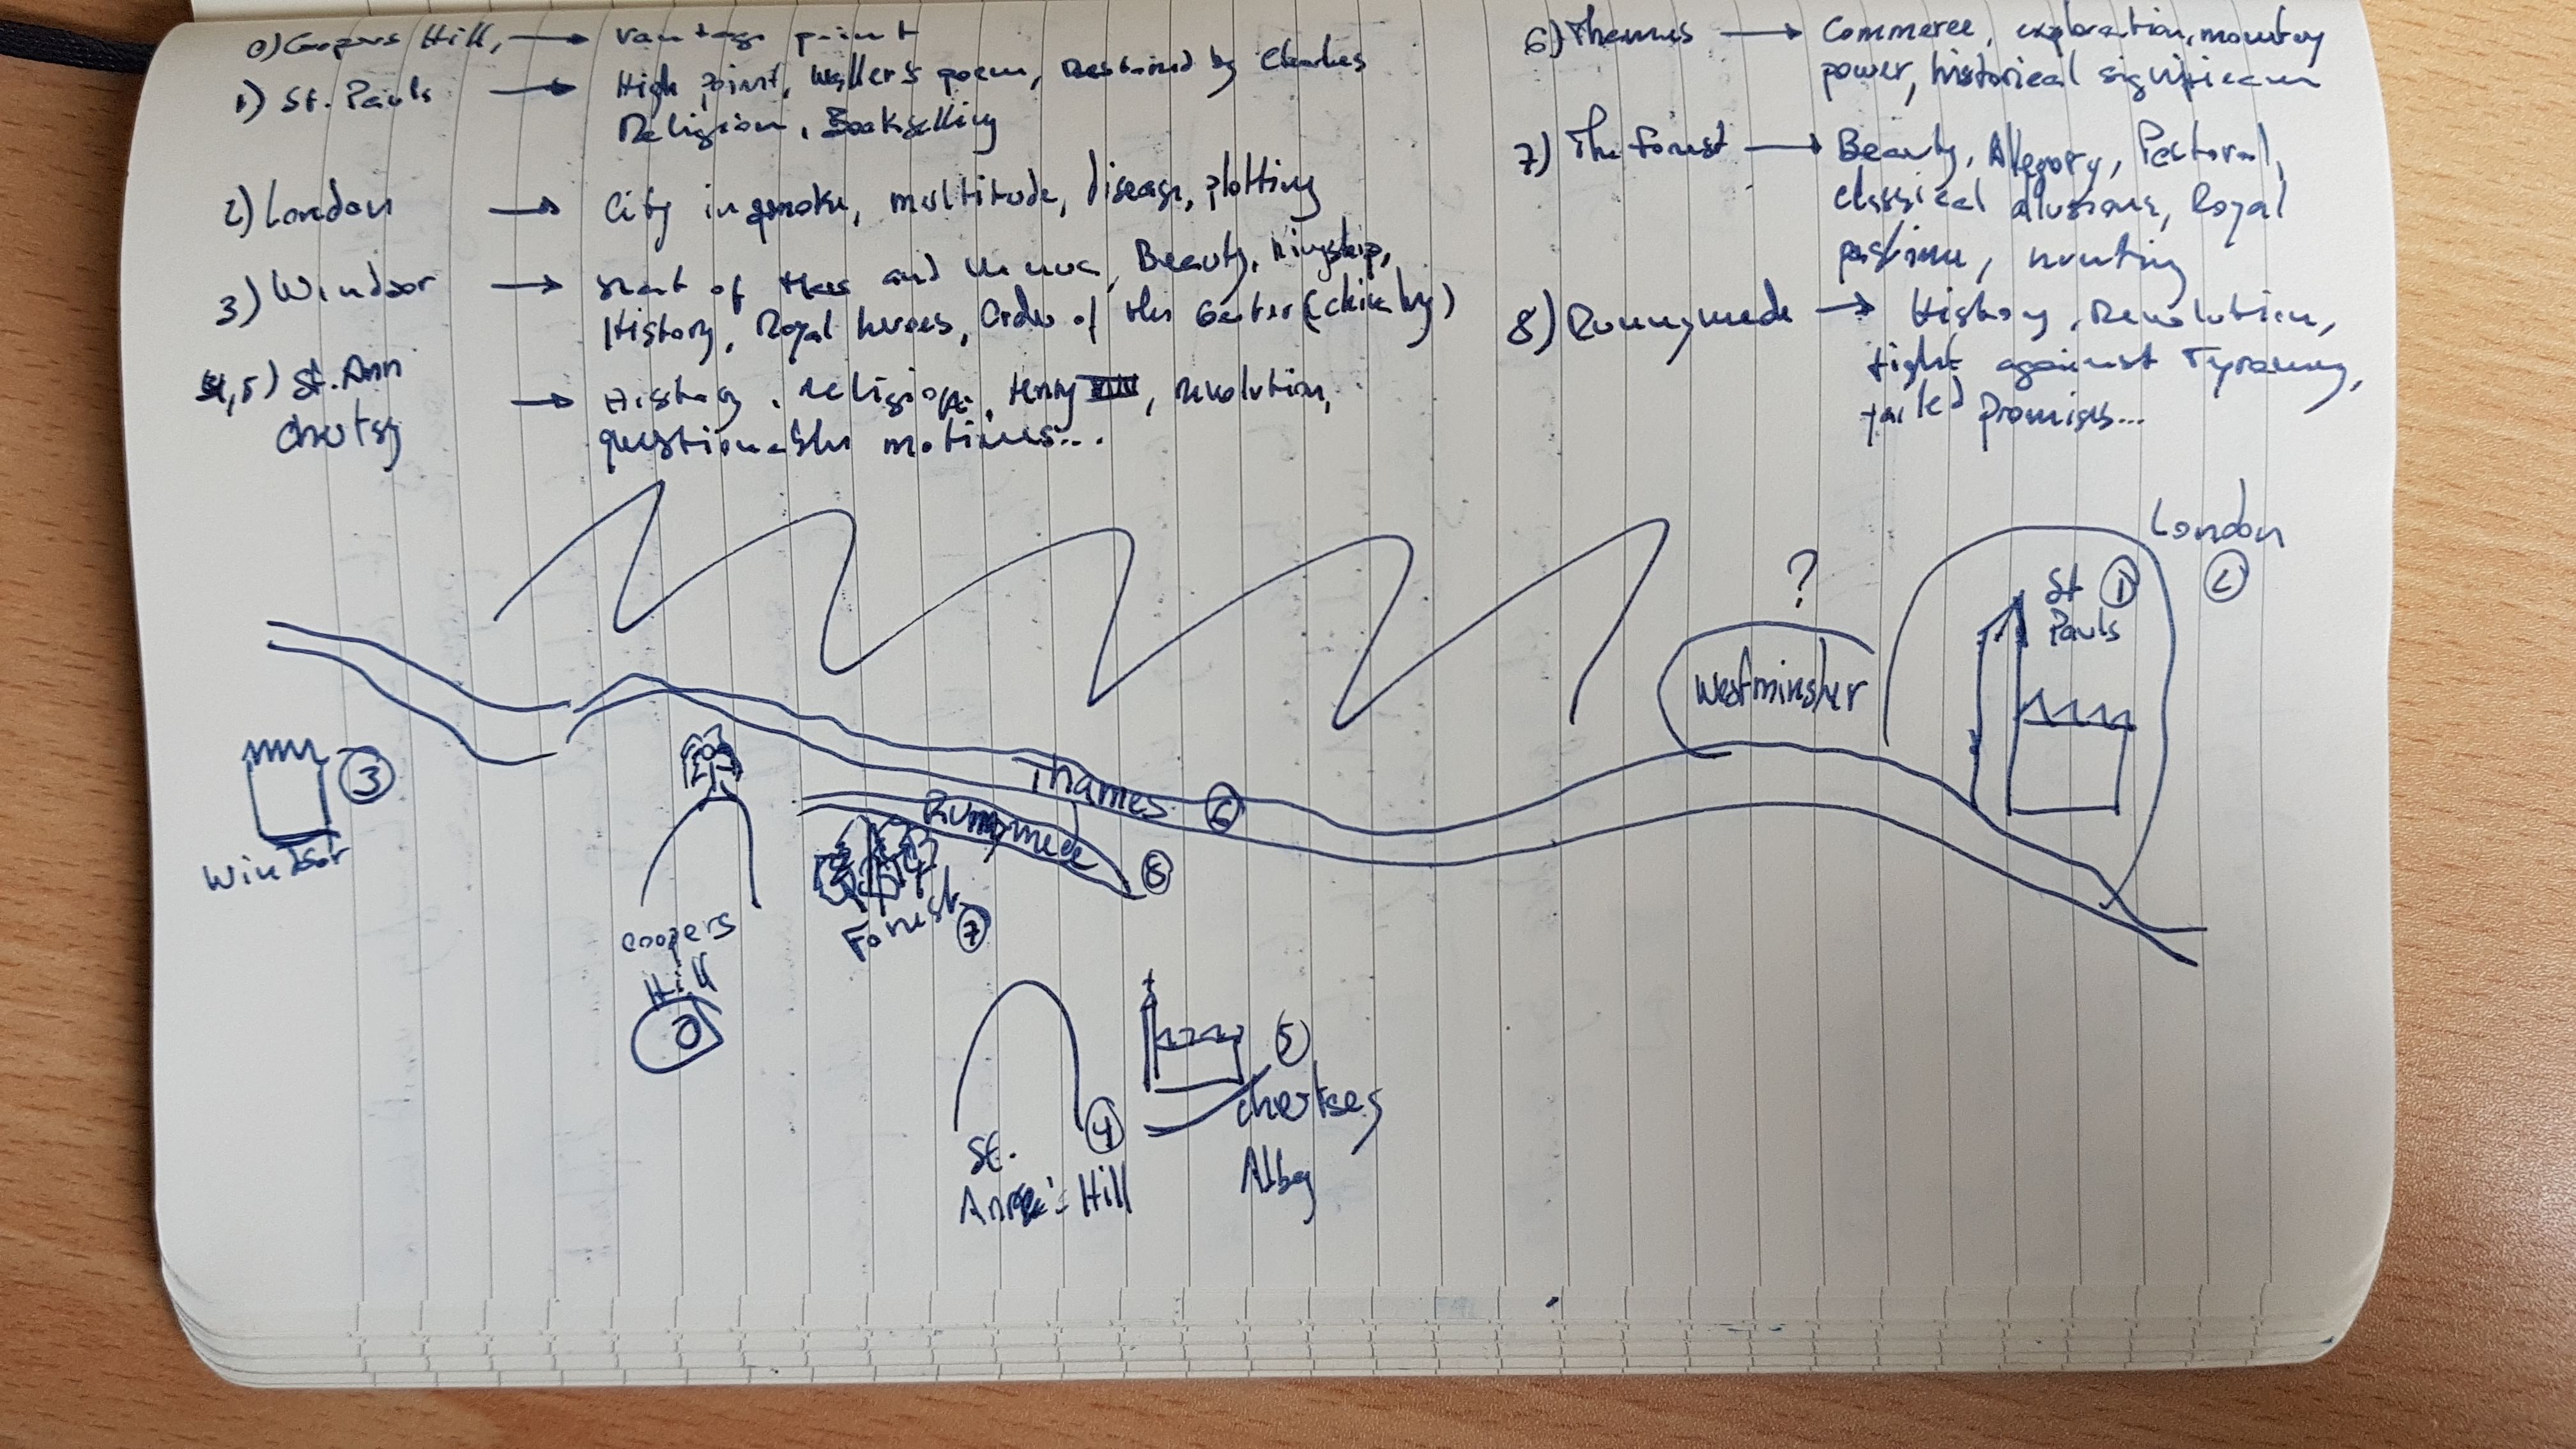 0) Coopers Hill, → vantage point
1) St. Pauls → High point, Waller's poem, Restored by Charles
Religion, Bookselling
2) London → City in smoke, multitude, disease, plotting
3) Windsor → Seat of Mars and Venus, Beauty, Kingship,
History, Royal heroes, Order of the Garter (chivalry)
4,5) St. Ann
Chertsy → History, religion, Henry VIII, revolution,
questionable motives...
6) Thames → Commerce, exploration,
power, historical significance
7) The Forest → Beauty, Allegory, Pastoral,
classical allusions, Royal
pastime, hunting
8) Runnymede → History, Revolution,
fight against Tyranny,
failed promises...
London
2
?
St 1
Pauls
Westminster
3
Windsor
Thames 6
Runnymede
8
Forest
7
Coopers
Hill
0
5
Chertsey
Abbey
4
St.
Anne's Hill